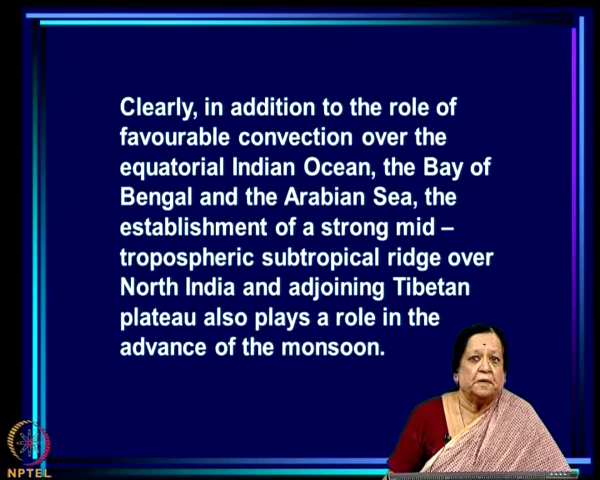 Clearly, in addition to the role of
favourable convection over the
equatorial Indian Ocean, the Bay of
Bengal and the Arabian Sea, the
establishment of a strong mid –
tropospheric subtropical ridge over
North India and adjoining Tibetan
plateau also plays a role in the
advance of the monsoon.
NPTEL